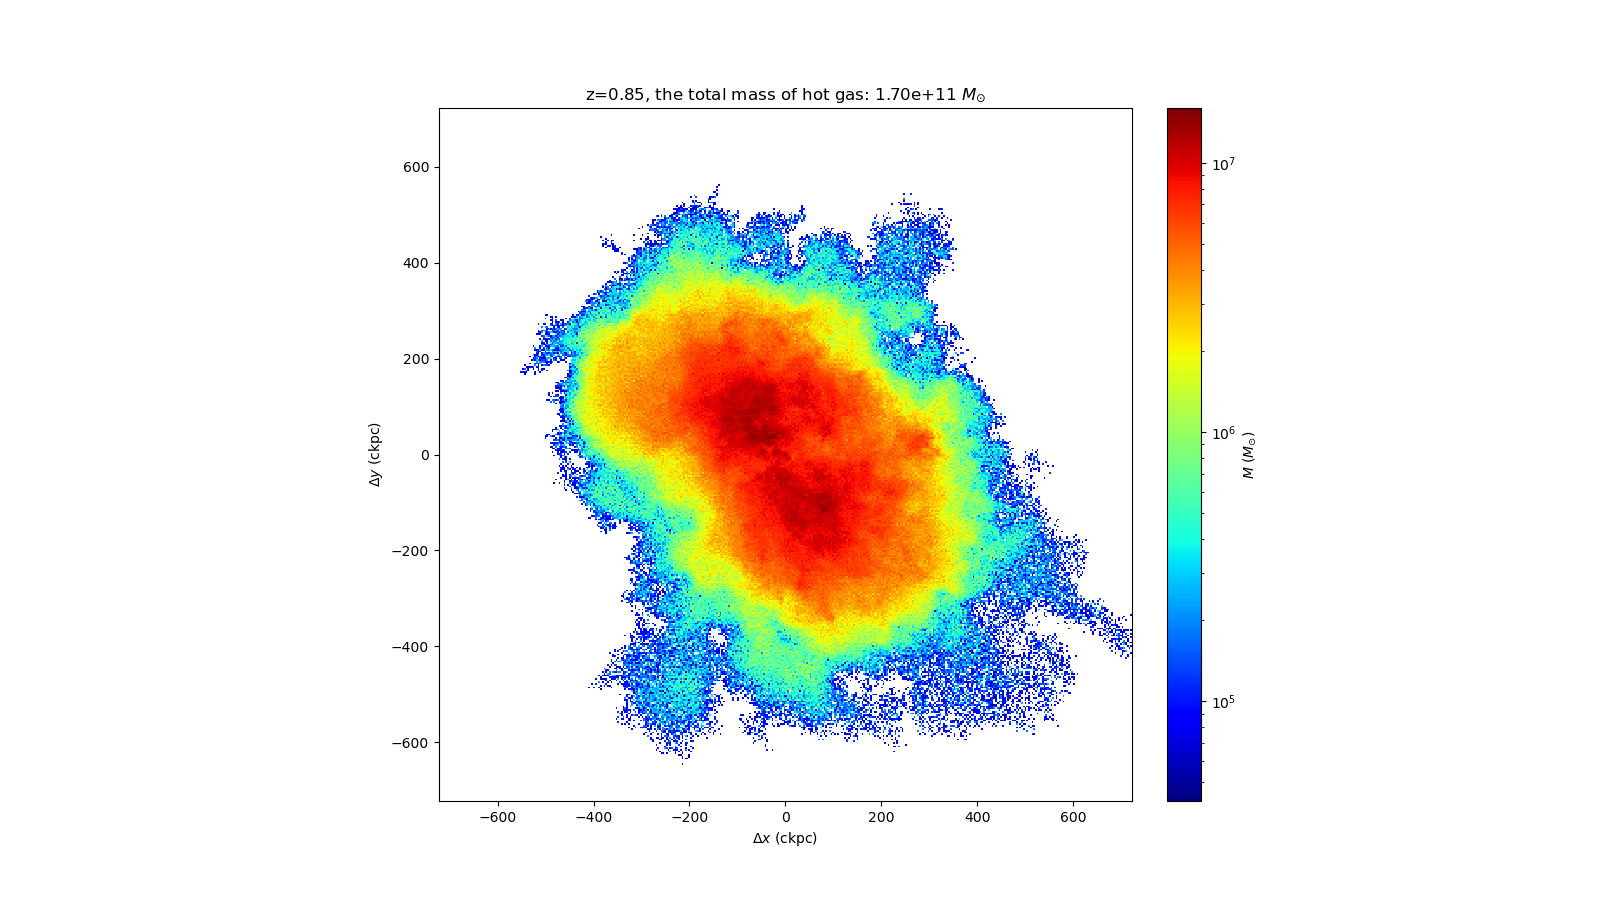 z=0.85, the total mass of hot gas: 1.70e+11 M⊙
600
400
200
0
−200
−400
−600
Δy (ckpc)
−600 −400 −200 0 200 400 600
Δx (ckpc)
10⁷
10⁶
10⁵
M (M⊙)